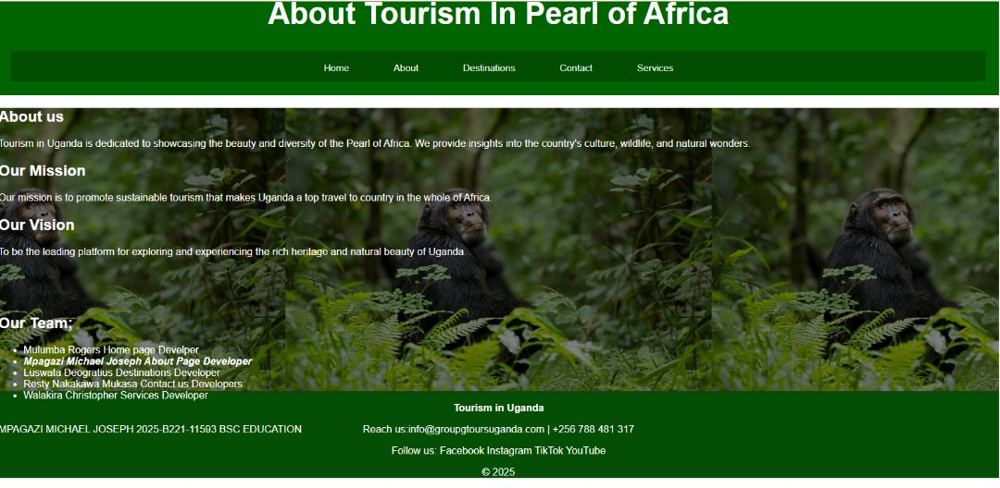 About Tourism In Pearl of Africa
Home About Destinations Contact Services
About us
Tourism in Uganda is dedicated to showcasing the beauty and diversity of the Pearl of Africa. We provide insights into the country's culture, wildlife, and natural wonders.
Our Mission
Our mission is to promote sustainable tourism that makes Uganda a top travel to country in the whole of Africa.
Our Vision
To be the leading platform for exploring and experiencing the rich heritage and natural beauty of Uganda.
Our Team;
• Mulumba Rogers Home page Develper
• Mpagazi Michael Joseph About Page Developer
• Luswata Deogratius Destinations Developer
• Resty Nakakawa Mukasa Contact us Developers
• Walakira Christopher Services Developer
Tourism in Uganda
MPAGAZI MICHAEL JOSEPH 2025-B221-11593 BSC EDUCATION
Reach us:info@groupgtoursuganda.com | +256 788 481 317
Follow us: Facebook Instagram TikTok YouTube
© 2025